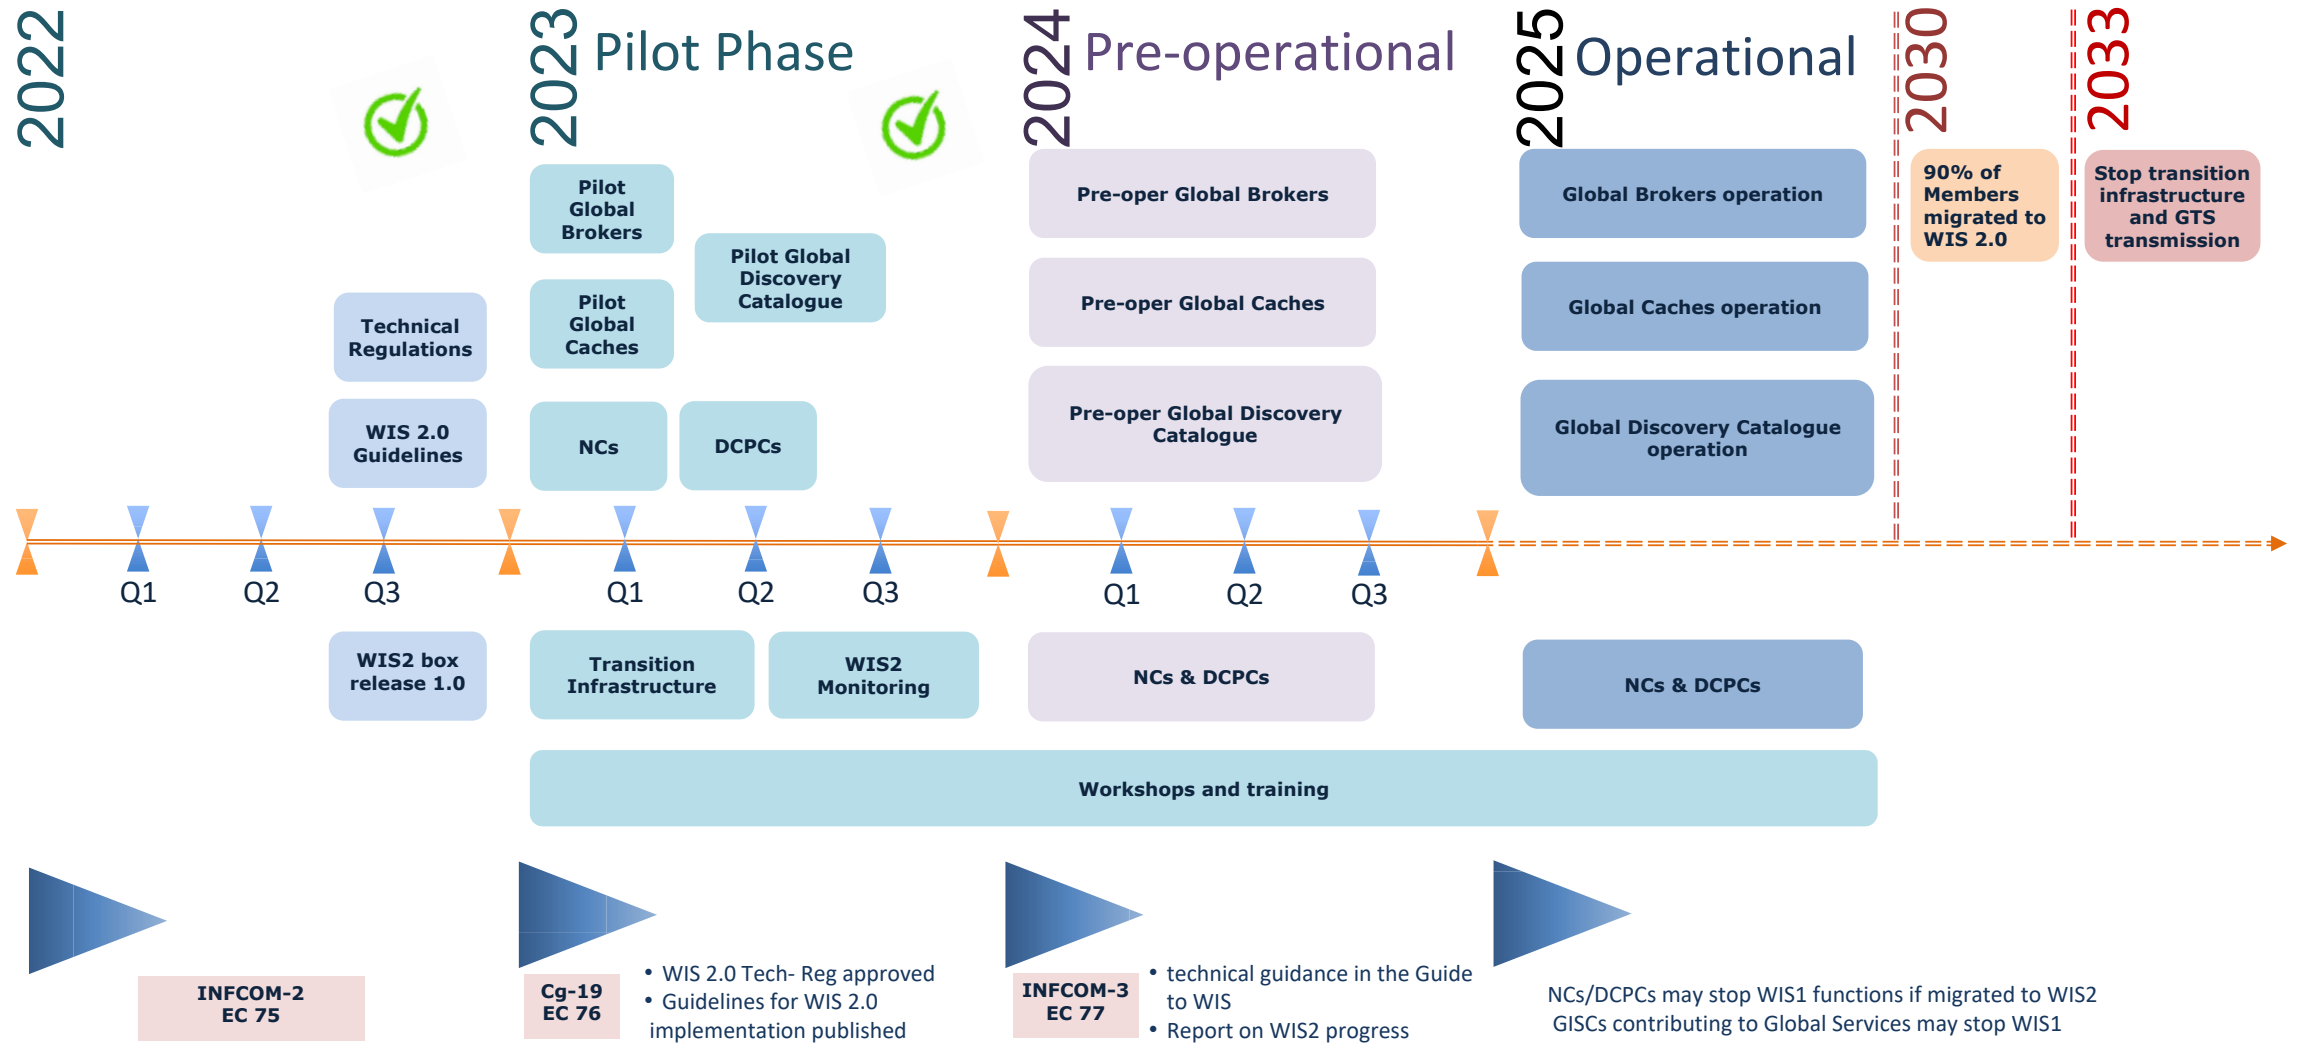 2022
2023
Pilot Phase
2024
Pre-operational
2025
Operational
2030
2033
Pilot
Global
Brokers
Pilot Global
Discovery
Catalogue
Pilot
Global
Caches
Technical
Regulations
WIS 2.0
Guidelines
NCs
DCPCs
Pre-oper Global Brokers
Pre-oper Global Caches
Pre-oper Global Discovery
Catalogue
Global Brokers operation
Global Caches operation
Global Discovery Catalogue
operation
90% of
Members
migrated to
WIS 2.0
Stop transition
infrastructure
and GTS
transmission
Q1
Q2
Q3
Q1
Q2
Q3
Q1
Q2
Q3
WIS2 box
release 1.0
Transition
Infrastructure
WIS2
Monitoring
NCs & DCPCs
NCs & DCPCs
Workshops and training
INFCOM-2
EC 75
Cg-19
EC 76
• WIS 2.0 Tech- Reg approved
• Guidelines for WIS 2.0
implementation published
INFCOM-3
EC 77
• technical guidance in the Guide
to WIS
• Report on WIS2 progress
NCs/DCPCs may stop WIS1 functions if migrated to WIS2
GISCs contributing to Global Services may stop WIS1